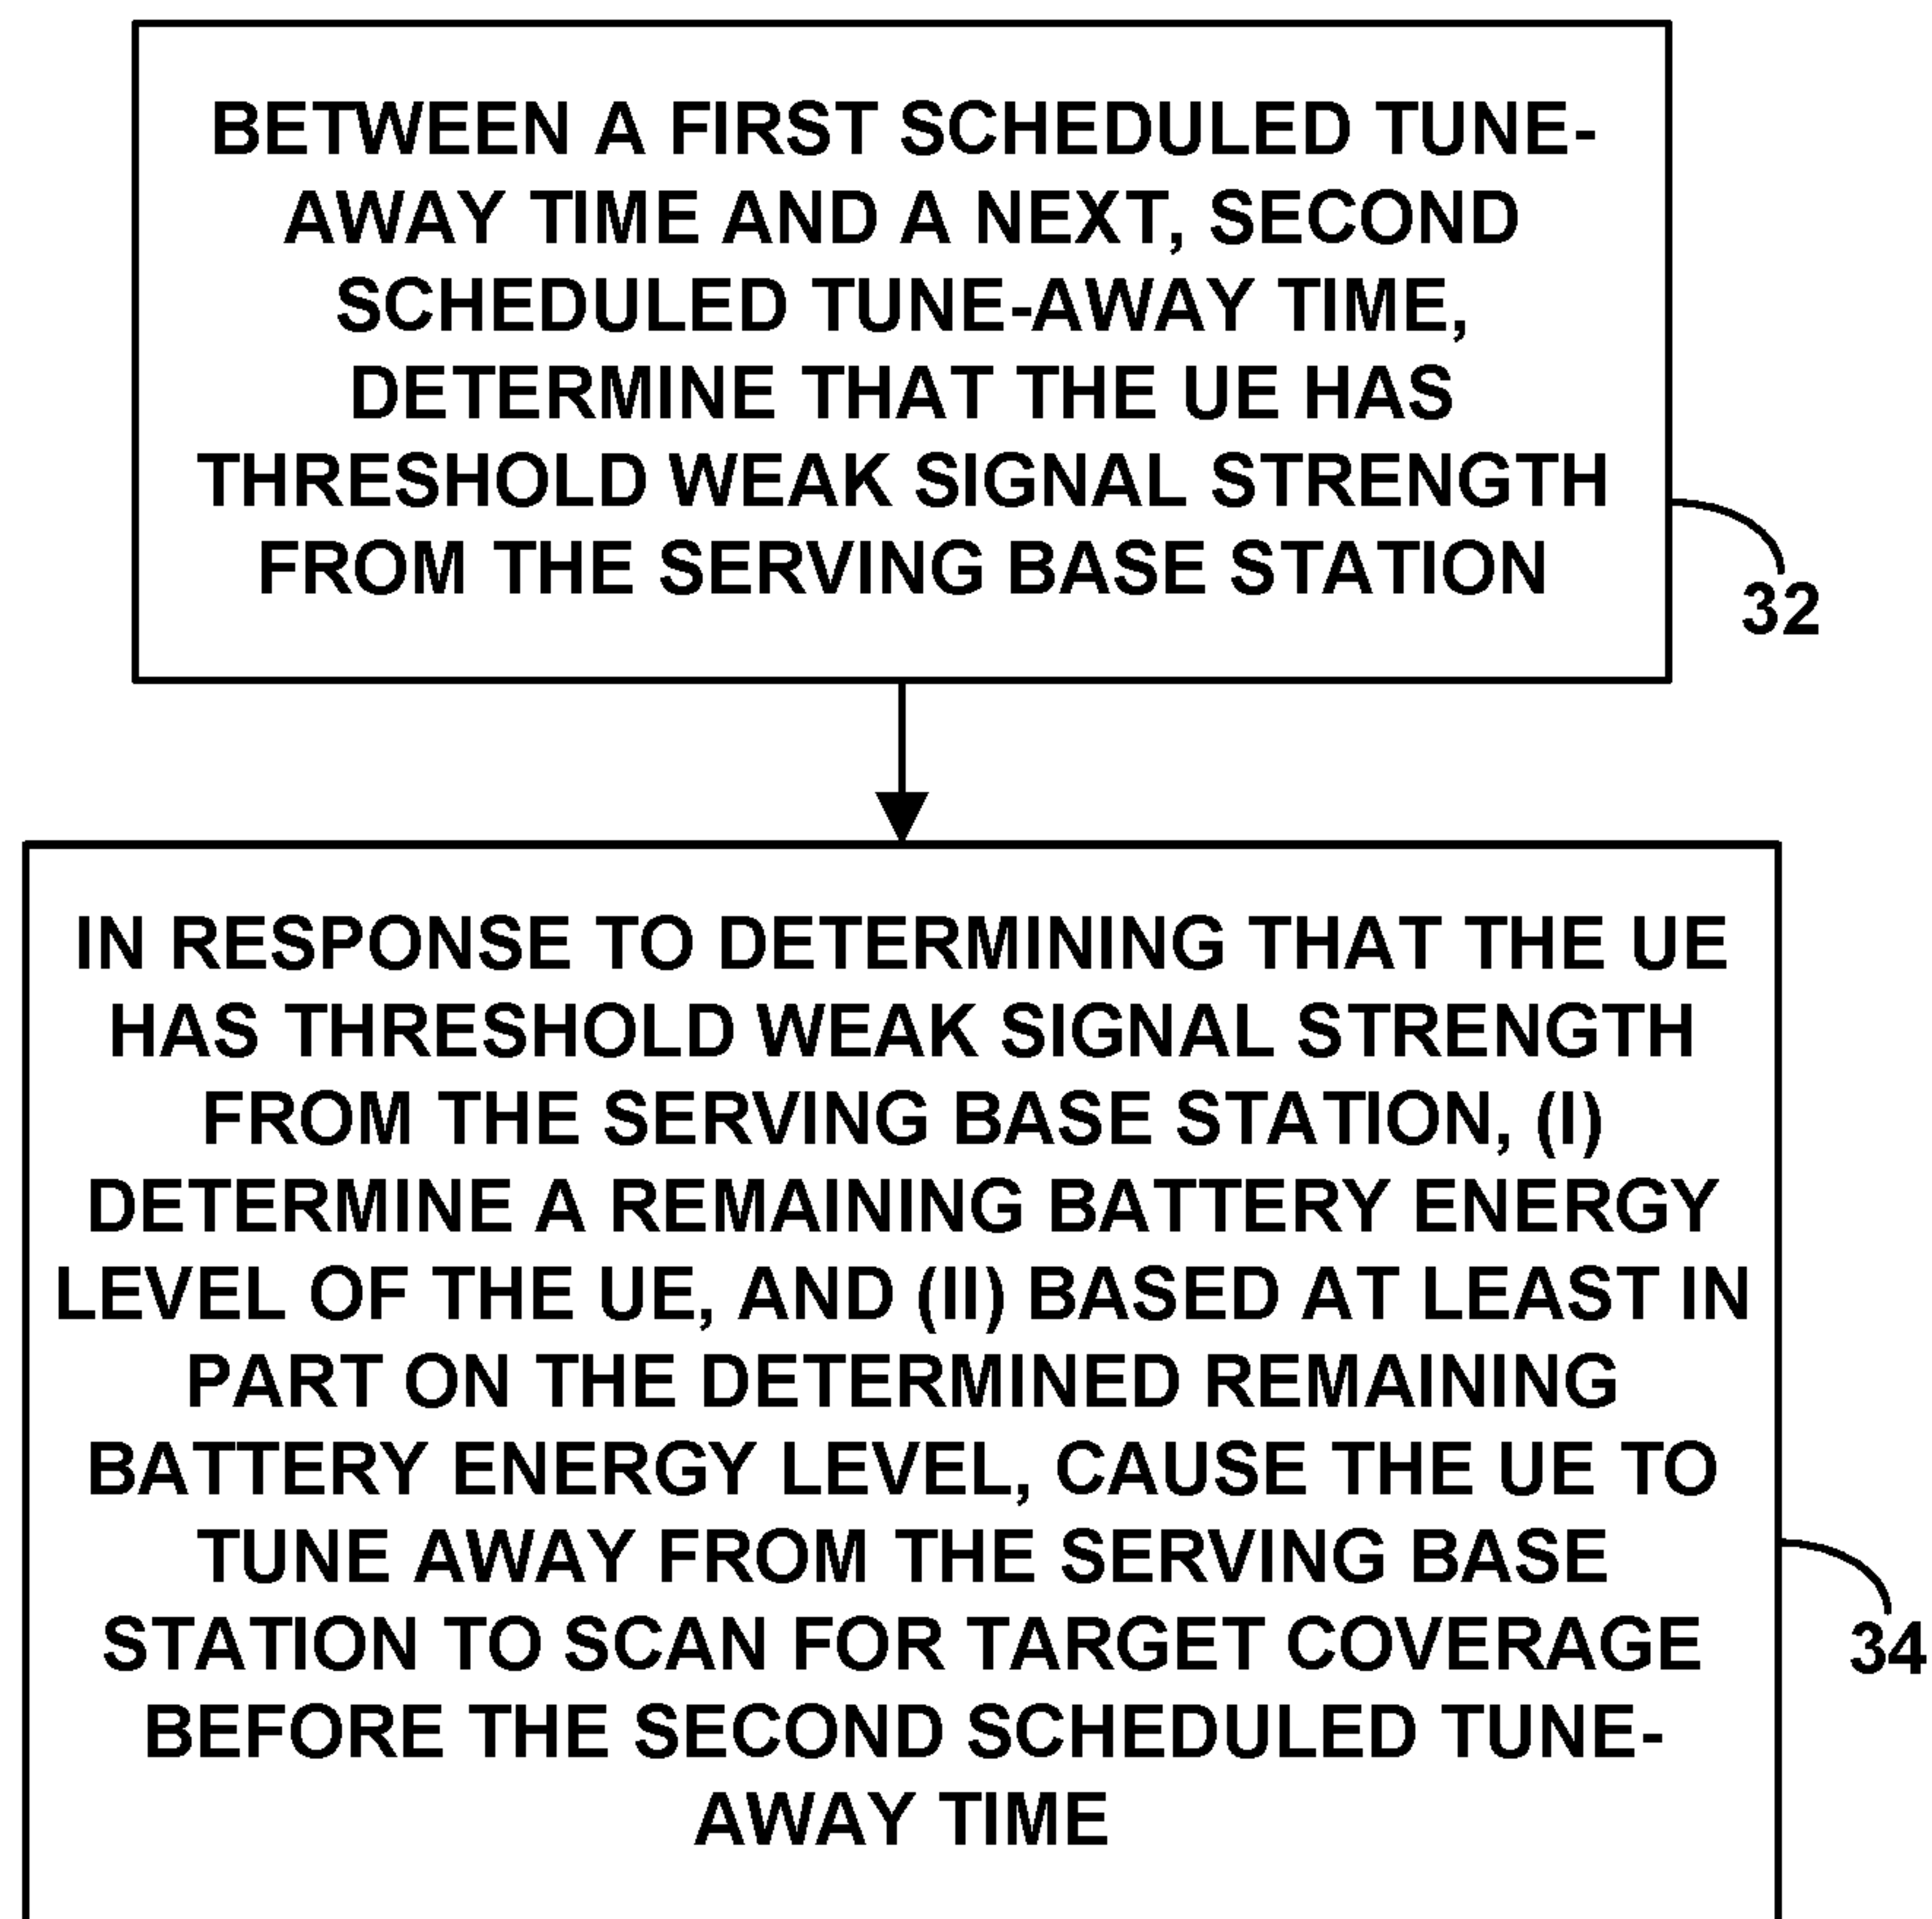 BETWEEN A FIRST SCHEDULED TUNE-
AWAY TIME AND A NEXT, SECOND
SCHEDULED TUNE-AWAY TIME,
DETERMINE THAT THE UE HAS
THRESHOLD WEAK SIGNAL STRENGTH
FROM THE SERVING BASE STATION
32
IN RESPONSE TO DETERMINING THAT THE UE
HAS THRESHOLD WEAK SIGNAL STRENGTH
FROM THE SERVING BASE STATION, (I)
DETERMINE A REMAINING BATTERY ENERGY
LEVEL OF THE UE, AND (II) BASED AT LEAST IN
PART ON THE DETERMINED REMAINING
BATTERY ENERGY LEVEL, CAUSE THE UE TO
TUNE AWAY FROM THE SERVING BASE
STATION TO SCAN FOR TARGET COVERAGE
BEFORE THE SECOND SCHEDULED TUNE-
AWAY TIME
34